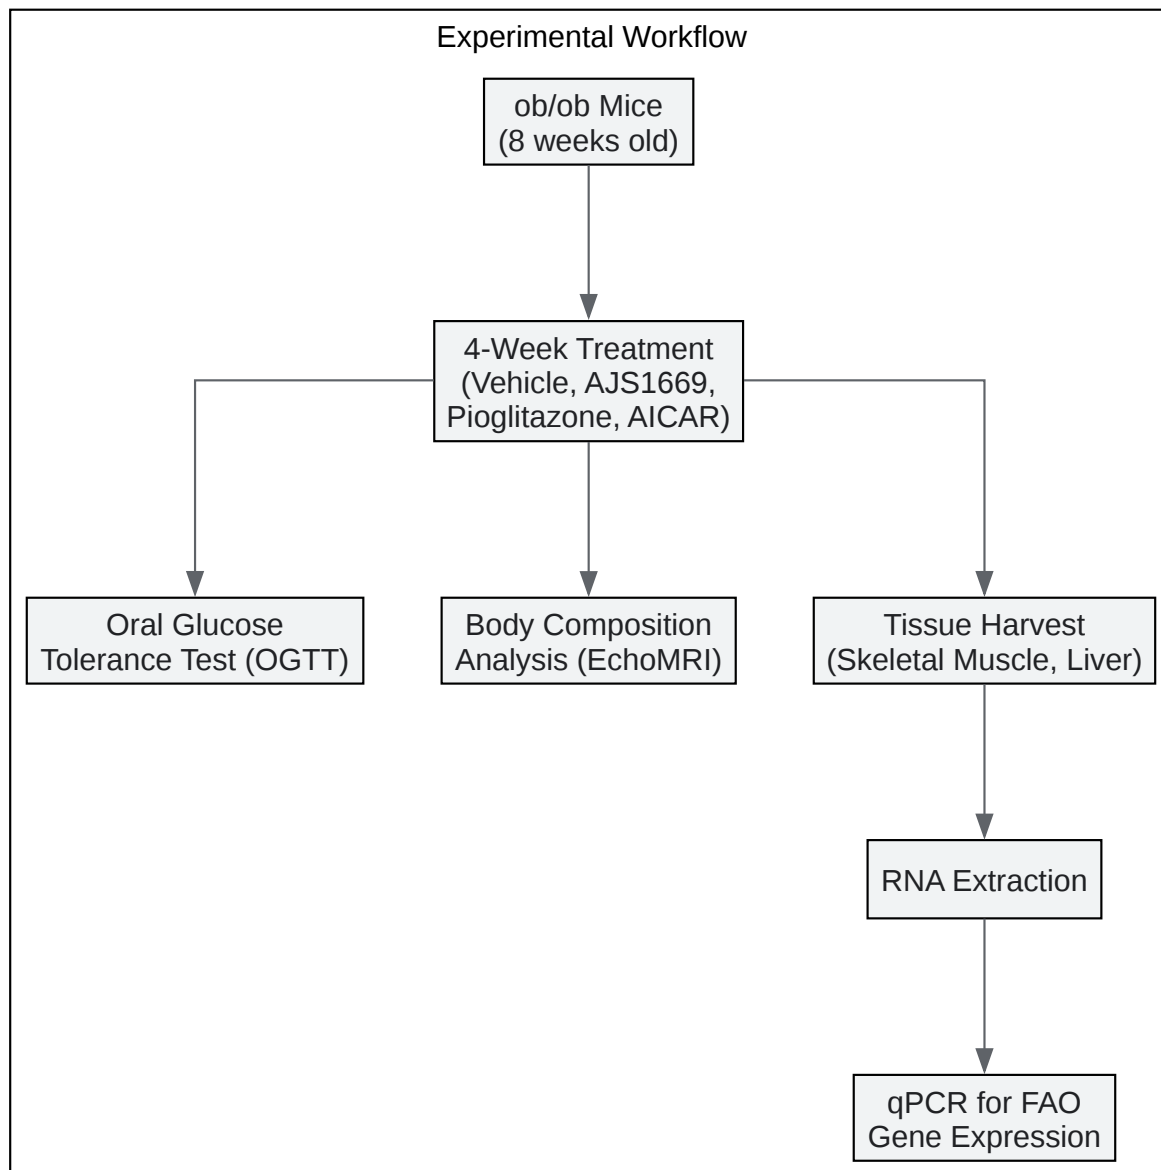 Experimental Workflow
ob/ob Mice
(8 weeks old)
4-Week Treatment
(Vehicle, AJS1669,
Pioglitazone, AICAR)
Oral Glucose
Tolerance Test (OGTT)
Body Composition
Analysis (EchoMRI)
Tissue Harvest
(Skeletal Muscle, Liver)
RNA Extraction
qPCR for FAO
Gene Expression